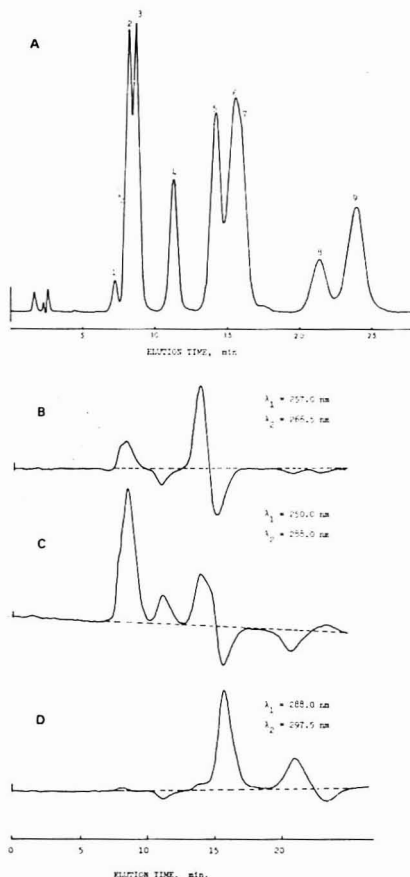 A
2 3
1
4
5
6 7
8
9
5 10 15 20 25
ELUTION TIME, min
B
λ1 = 257.0 nm
λ2 = 266.5 nm
C
λ1 = 250.0 nm
λ2 = nm
D
λ1 = 288.0 nm
λ2 = 297.5 nm
0 5 10 15 20
ELUTION TIME, min.